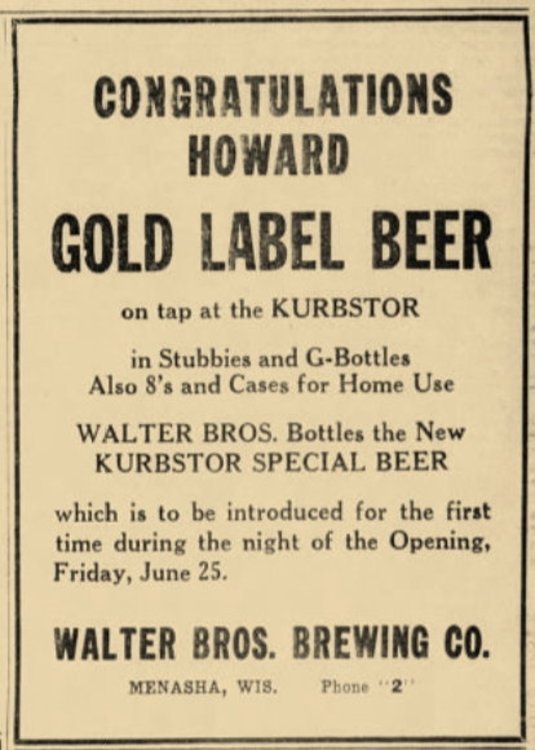 CONGRATULATIONS
HOWARD
GOLD LABEL BEER
on tap at the KURBSTOR
in Stubbies and G-Bottles
Also 8's and Cases for Home Use
WALTER BROS. Bottles the New
KURBSTOR SPECIAL BEER
which is to be introduced for the first
time during the night of the Opening,
Friday, June 25.
WALTER BROS. BREWING CO.
MENASHA, WIS. Phone "2"